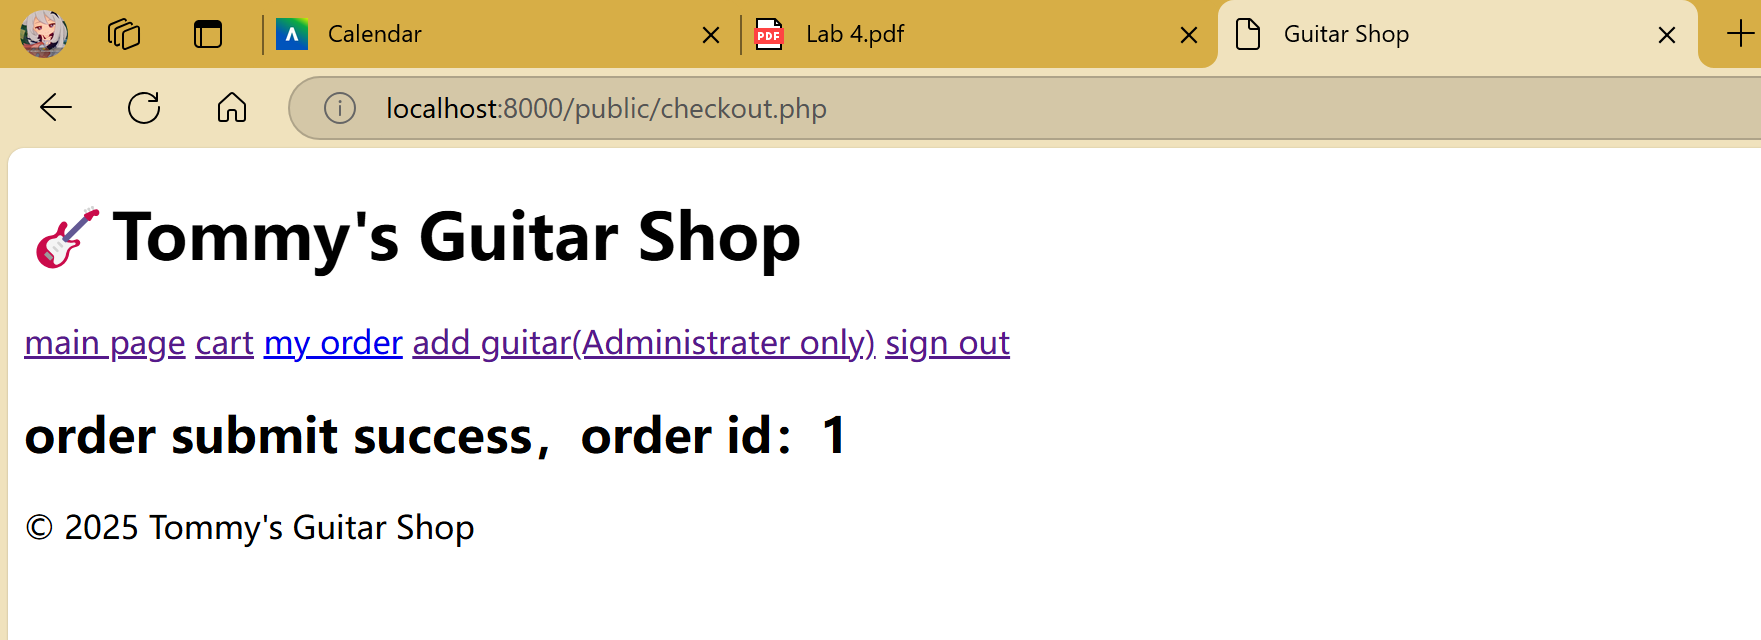 Calendar
Lab 4.pdf
Guitar Shop
localhost:8000/public/checkout.php
Tommy's Guitar Shop
main page cart my order add guitar(Administrater only) sign out
order submit success，order id：1
© 2025 Tommy's Guitar Shop